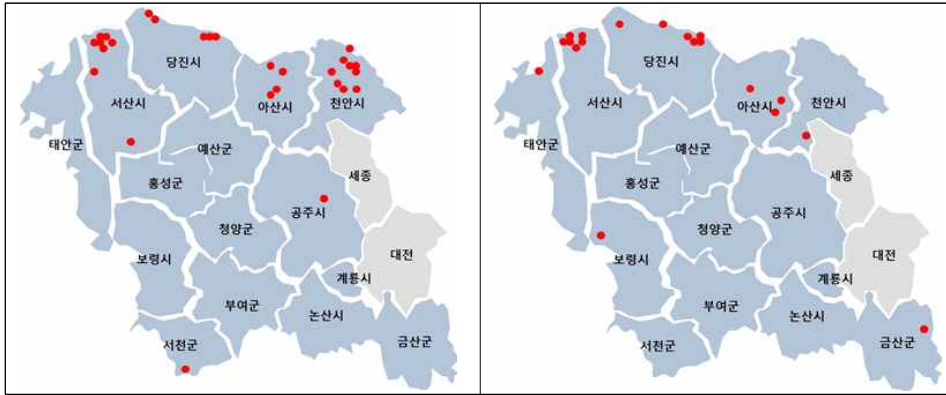 당진시
서산시
아산시
천안시
태안군
예산군
홍성군
세종
공주시
청양군
보령시
대전
계룡시
부여군
논산시
서천군
금산군
당진시
서산시
아산시
천안시
태안군
예산군
홍성군
세종
공주시
청양군
보령시
대전
계룡시
부여군
논산시
서천군
금산군